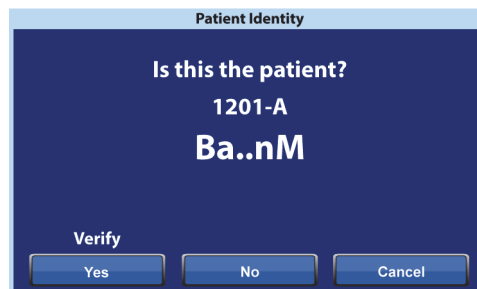 Patient Identity
Is this the patient?
1201-A
Ba..nM
Verify
Yes No Cancel